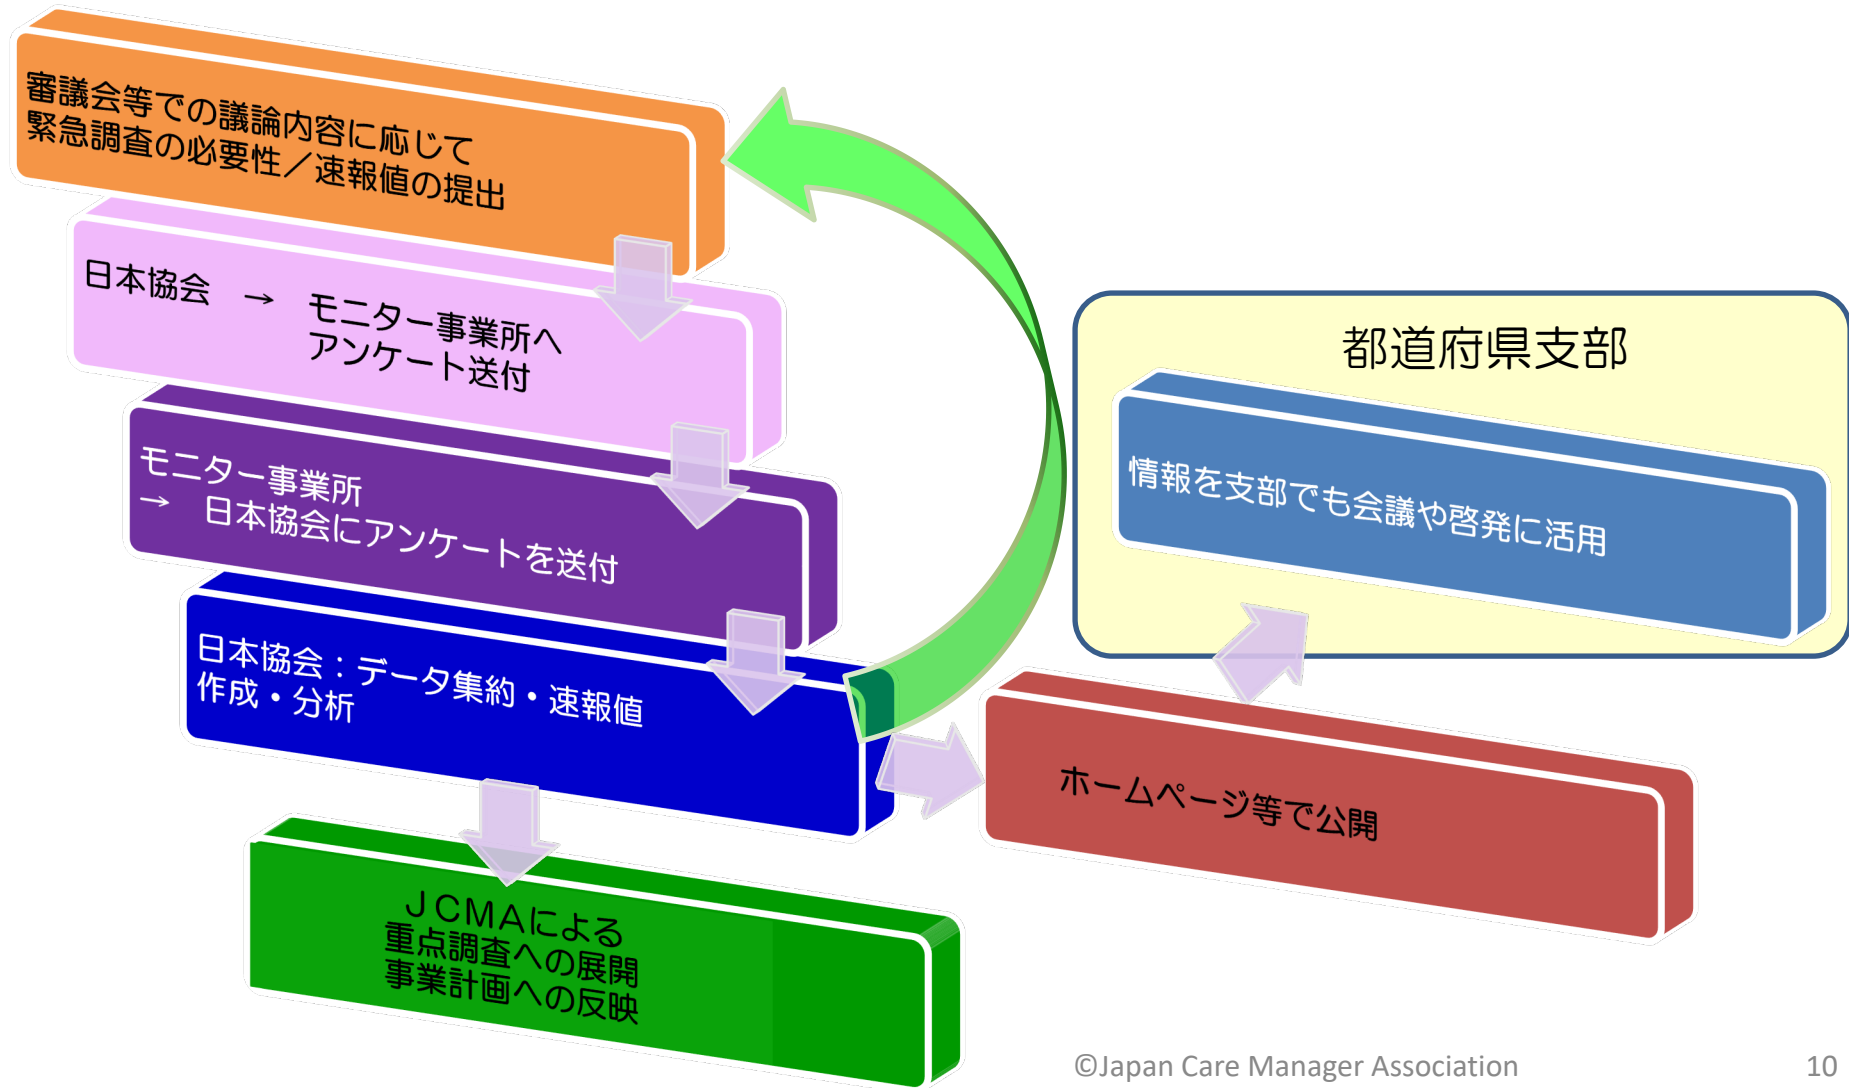 審議会等での議論内容に応じて
緊急調査の必要性／速報値の提出
日本協会　→　モニター事業所へ
アンケート送付
モニター事業所
→　日本協会にアンケートを送付
日本協会：データ集約・速報値
作成・分析
ＪＣＭＡによる
重点調査への展開
事業計画への反映
都道府県支部
情報を支部でも会議や啓発に活用
ホームページ等で公開
©Japan Care Manager Association
10